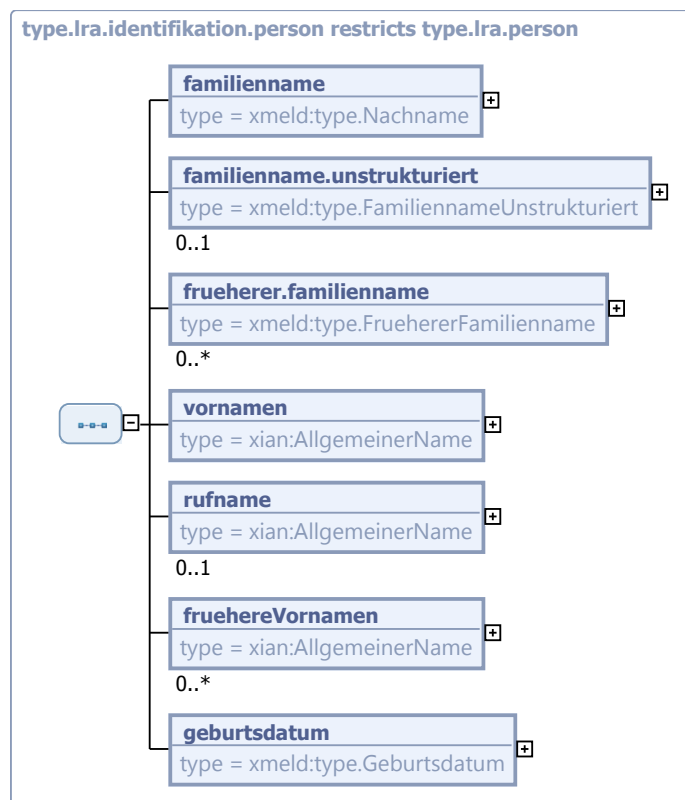 type.lra.identifikation.person restricts type.lra.person
familienname
type = xmeld:type.Nachname
familienname.unstrukturiert
type = xmeld:type.FamiliennameUnstrukturiert
0..1
frueherer.familienname
type = xmeld:type.FruehererFamilienname
0..*
vornamen
type = xian:AllgemeinerName
rufname
type = xian:AllgemeinerName
0..1
fruehereVornamen
type = xian:AllgemeinerName
0..*
geburtsdatum
type = xmeld:type.Geburtsdatum